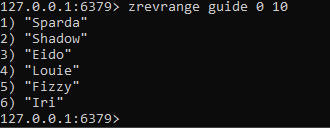 127.0.0.1:6379> zrevrange guide 0 10
1) "Sparda"
2) "Shadow"
3) "Eido"
4) "Louie"
5) "Fizzy"
6) "Iri"
127.0.0.1:6379>